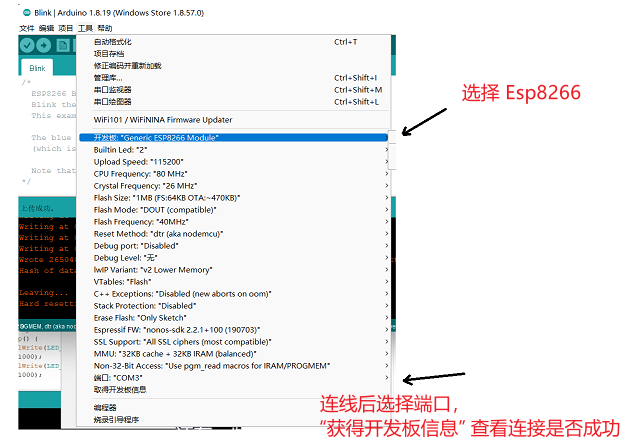 Blink | Arduino 1.8.19 (Windows Store 1.8.57.0)
文件 编辑 项目 工具 帮助
Blink
自动格式化 Ctrl+T
项目存档
修正编码并重新加载
管理库... Ctrl+Shift+I
串口监视器 Ctrl+Shift+M
串口绘图器 Ctrl+Shift+L
WiFi101 / WiFiNINA Firmware Updater
开发板: "Generic ESP8266 Module"
Builtin Led: "2"
Upload Speed: "115200"
CPU Frequency: "80 MHz"
Crystal Frequency: "26 MHz"
Flash Size: "1MB (FS:64KB OTA:~470KB)"
Flash Mode: "DOUT (compatible)"
Flash Frequency: "40MHz"
Reset Method: "dtr (aka nodemcu)"
Debug port: "Disabled"
Debug Level: "无"
lwIP Variant: "v2 Lower Memory"
VTables: "Flash"
C++ Exceptions: "Disabled (new aborts on oom)"
Stack Protection: "Disabled"
Erase Flash: "Only Sketch"
Espressif FW: "nonos-sdk 2.2.1+100 (190703)"
SSL Support: "All SSL ciphers (most compatible)"
MMU: "32KB cache + 32KB IRAM (balanced)"
Non-32-Bit Access: "Use pgm_read macros for IRAM/PROGMEM"
端口: "COM3"
取得开发板信息
编程器
烧录引导程序
/*
ESP8266 B
Blink the
This exam
The blue
(which is
Note that
*/
上传成功。
Writing at
Writing at
Writing at
Wrote 26504
Hash of data
Leaving...
Hard resett
OGMEM, dtr (aka nod
p() {
lWrite(LED_
1000);
lWrite(LED_
1000);
选择 Esp8266
连线后选择端口，
“获得开发板信息” 查看连接是否成功